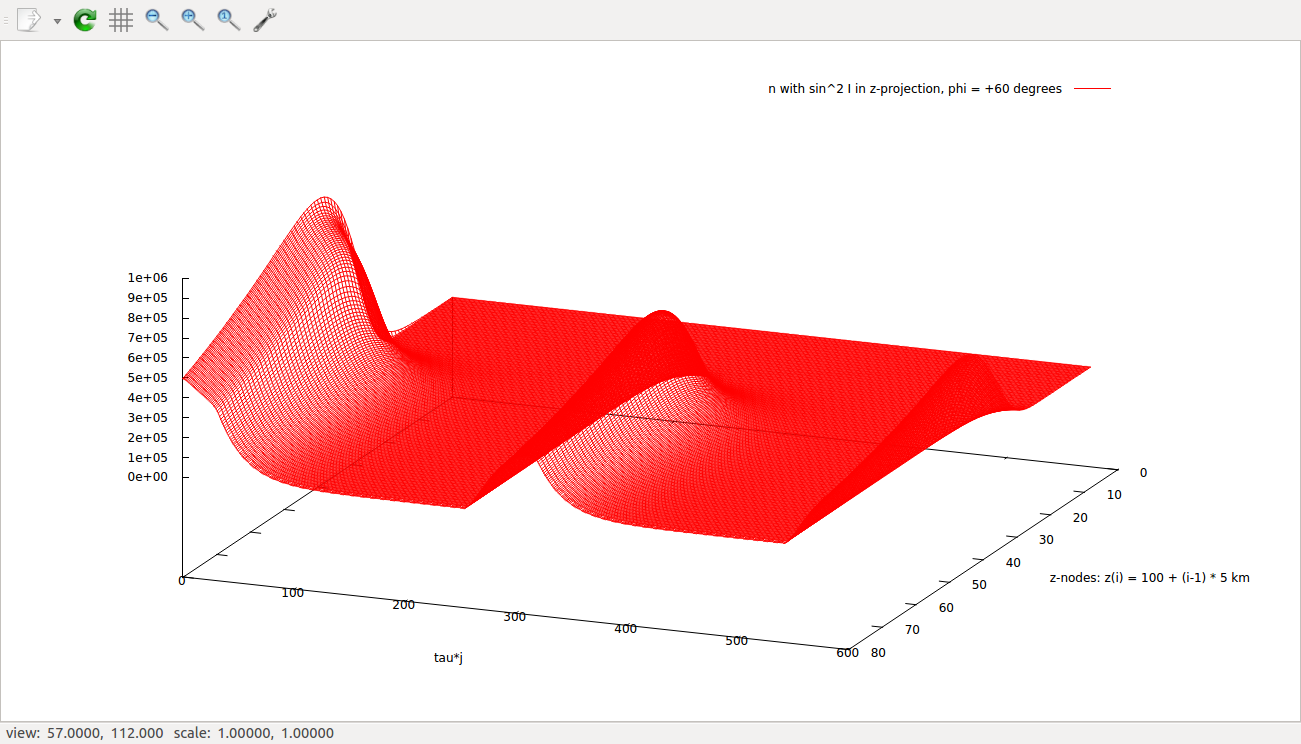 n with sin^2 I in z-projection, phi = +60 degrees
1e+06
9e+05
8e+05
7e+05
6e+05
5e+05
4e+05
3e+05
2e+05
1e+05
0e+00
0
100
200
300
400
500
600
tau*j
0
10
20
30
40
50
60
70
80
z-nodes: z(i) = 100 + (i-1) * 5 km
view: 57.0000, 112.000 scale: 1.00000, 1.00000